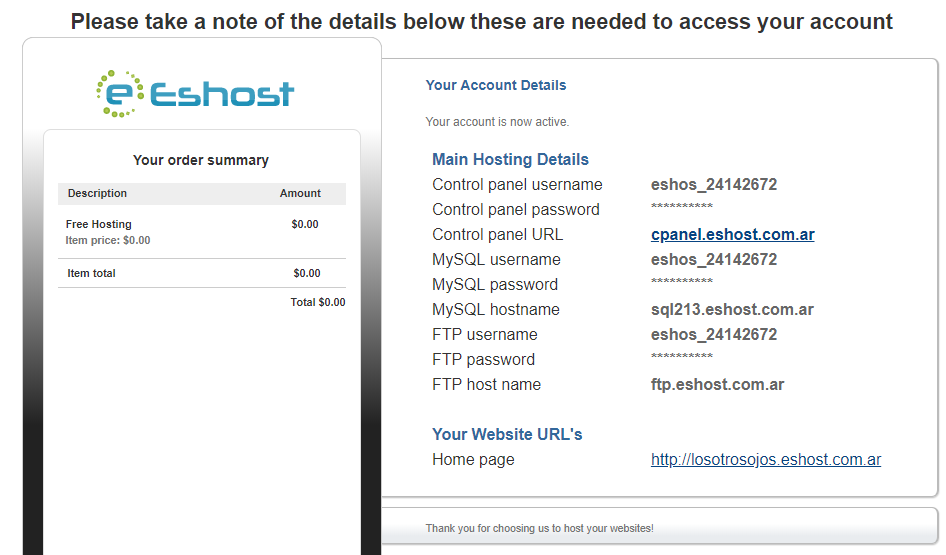 Please take a note of the details below these are needed to access your account
e Eshost
Your order summary
Description Amount
Free Hosting $0.00
Item price: $0.00
Item total $0.00
Total $0.00
Your Account Details
Your account is now active.
Main Hosting Details
Control panel username eshos_24142672
Control panel password **********
Control panel URL cpanel.eshost.com.ar
MySQL username eshos_24142672
MySQL password **********
MySQL hostname sql213.eshost.com.ar
FTP username eshos_24142672
FTP password **********
FTP host name ftp.eshost.com.ar
Your Website URL's
Home page http://losotrosojos.eshost.com.ar
Thank you for choosing us to host your websites!